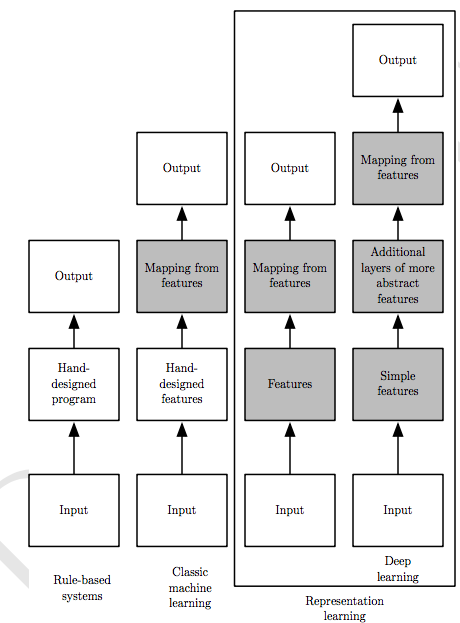 Output
Mapping from
features
Additional
layers of more
abstract
features
Simple
features
Input
Deep
learning
Output
Mapping from
features
Features
Input
Representation
learning
Output
Mapping from
features
Hand-
designed
features
Input
Classic
machine
learning
Output
Hand-
designed
program
Input
Rule-based
systems